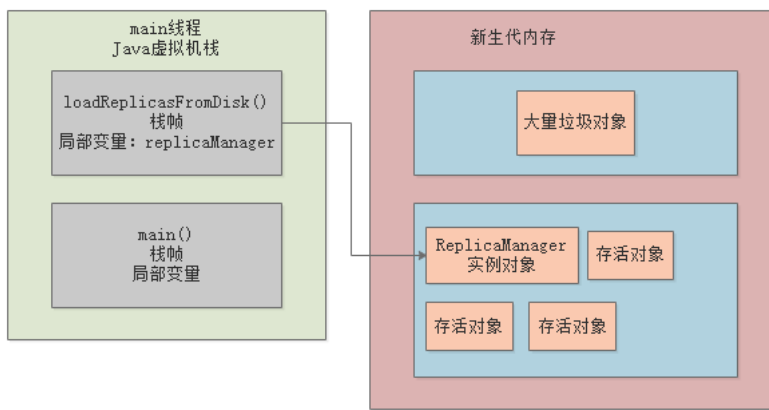 main线程
Java虚拟机栈
loadReplicasFromDisk()
栈帧
局部变量：replicaManager
main()
栈帧
局部变量
新生代内存
大量垃圾对象
ReplicaManager
实例对象
存活对象
存活对象
存活对象